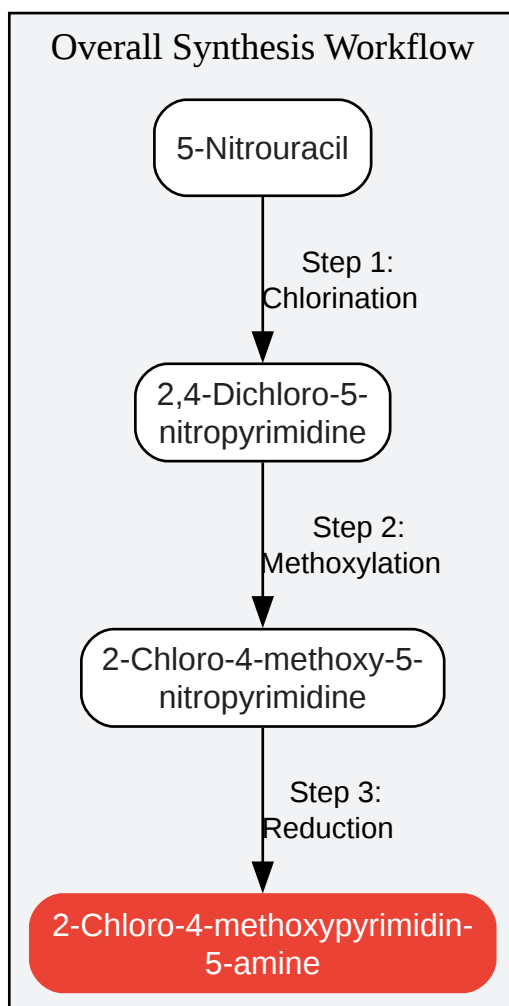 Overall Synthesis Workflow
5-Nitrouracil
Step 1:
Chlorination
2,4-Dichloro-5-
nitropyrimidine
Step 2:
Methoxylation
2-Chloro-4-methoxy-5-
nitropyrimidine
Step 3:
Reduction
2-Chloro-4-methoxypyrimidin-
5-amine